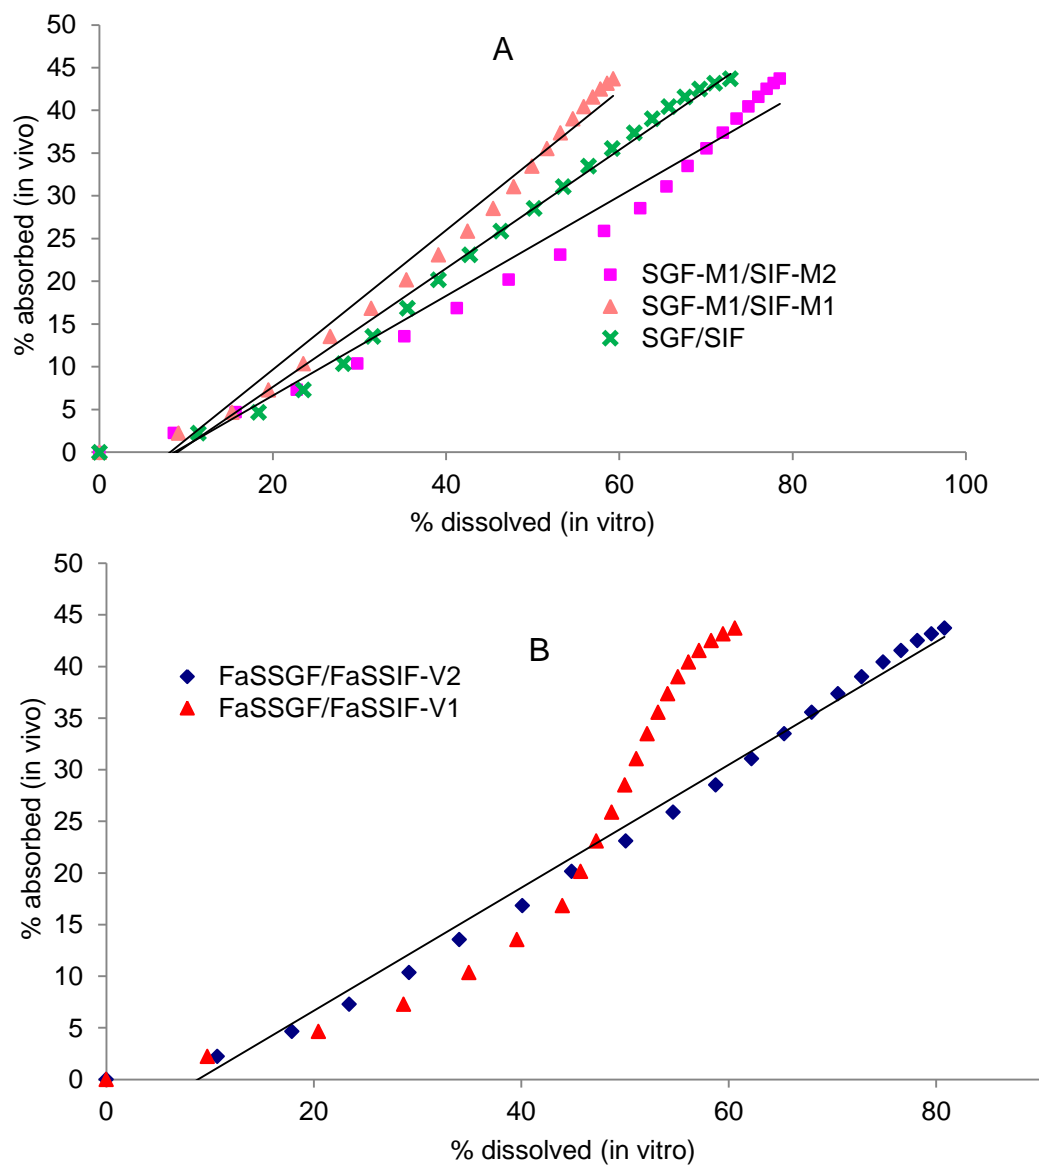 A
50
45
40
35
30
25
20
15
10
5
0
% absorbed (in vivo)
SGF-M1/SIF-M2
SGF-M1/SIF-M1
SGF/SIF
0 20 40 60 80 100
% dissolved (in vitro)
B
50
45
40
35
30
25
20
15
10
5
0
% absorbed (in vivo)
FaSSGF/FaSSIF-V2
FaSSGF/FaSSIF-V1
0 20 40 60 80
% dissolved (in vitro)